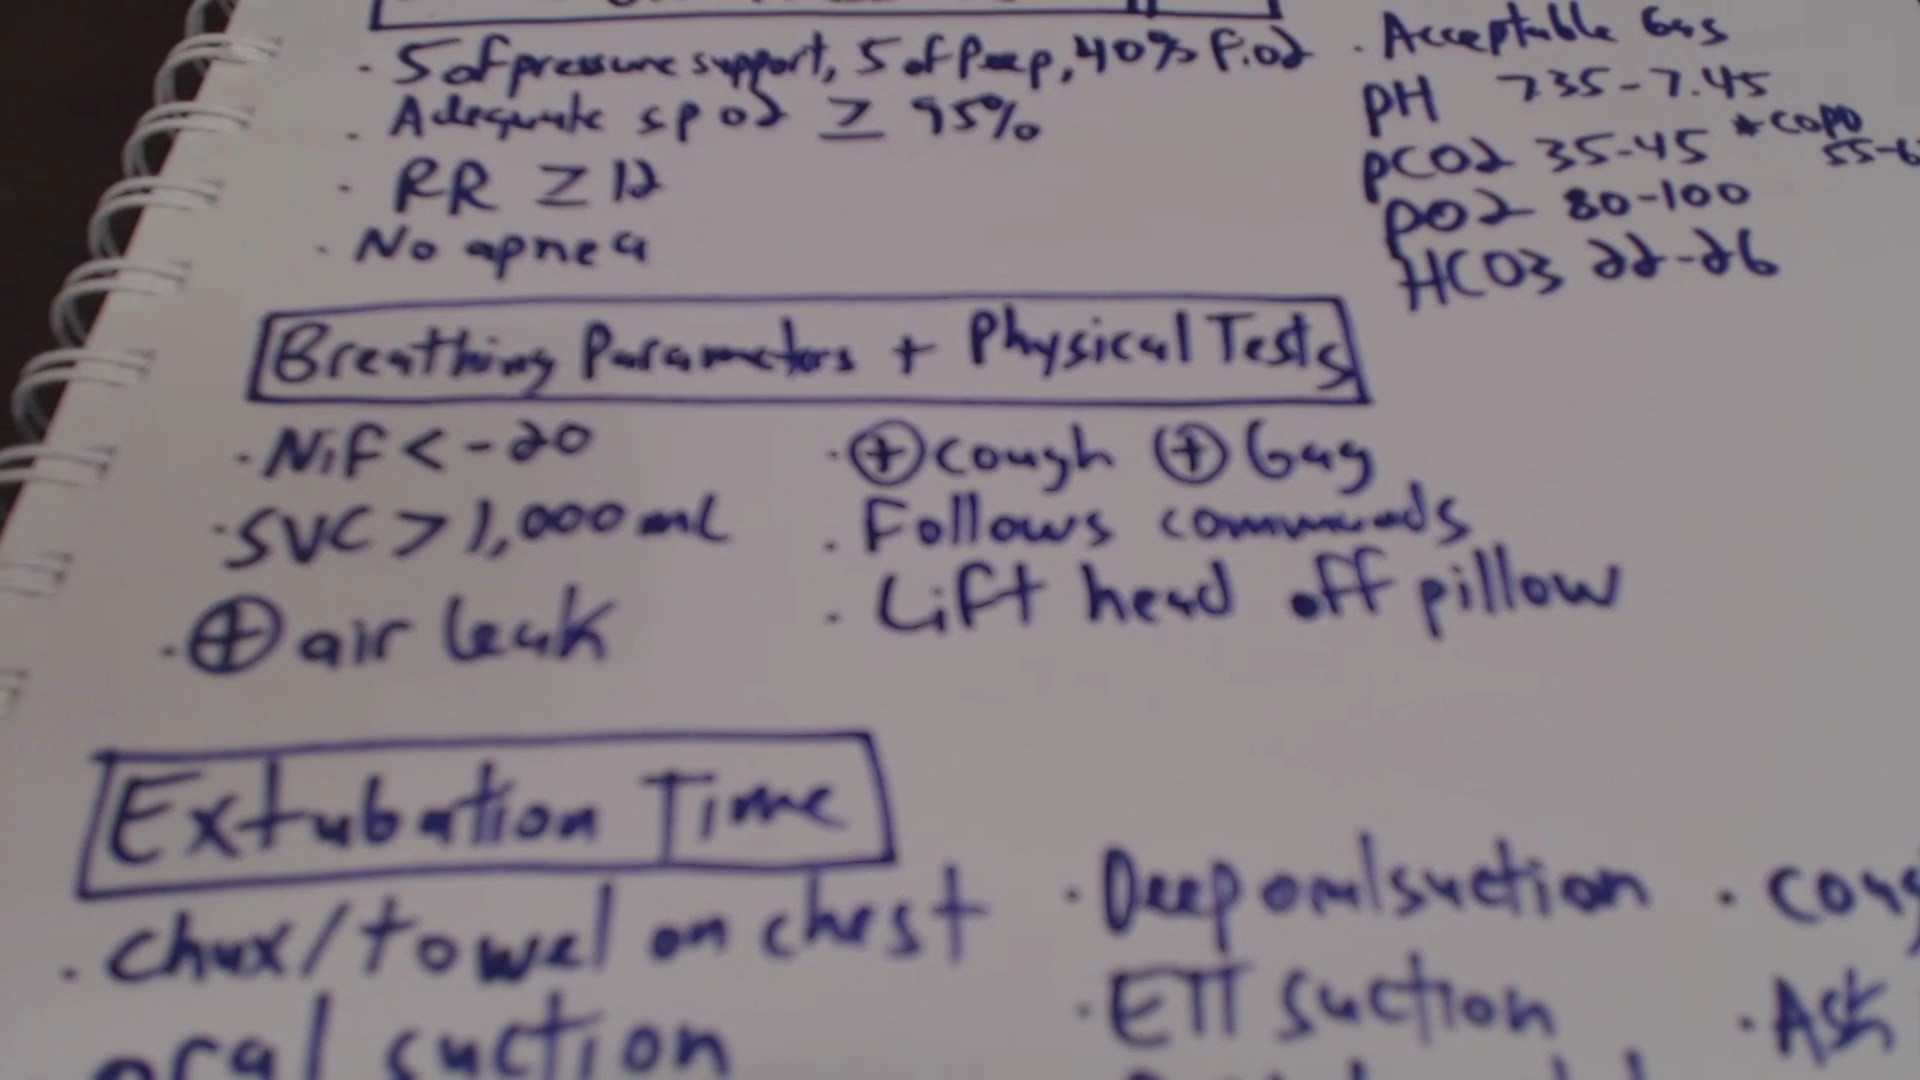 · 5 of pressure support, 5 of Peep, 40% Fio2
· Adequate spo2 ≥ 95%
· RR ≥ 12
· No apnea
· Acceptable Gas
pH 7.35-7.45
pCO2 35-45 *COPD
55-6
pO2 80-100
HCO3 22-26
Breathing Parameters + Physical Tests
· Nif < -20
· SVC > 1,000 mL
· ⊕ air leak
· ⊕ cough ⊕ Gag
· Follows commands
· Lift head off pillow
Extubation Time
· Chux/towel on chest
oral suction
· Deep oral suction
· ETT suction
· Ask